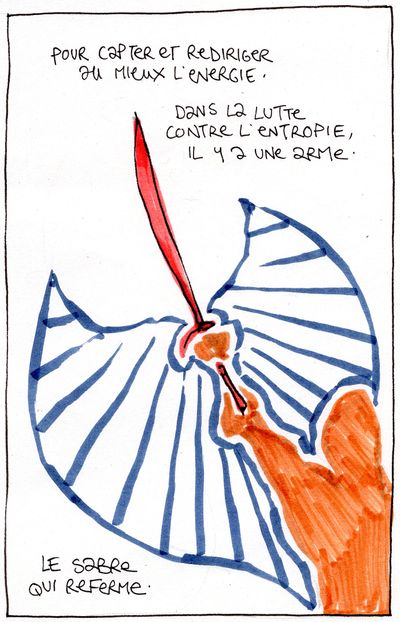 POUR CAPTER ET REDIRIGER
AU MIEUX L'ENERGIE.
DANS LA LUTTE
CONTRE L'ENTROPIE,
IL Y A UNE ARME.
LE SABRE
QUI REFERME.